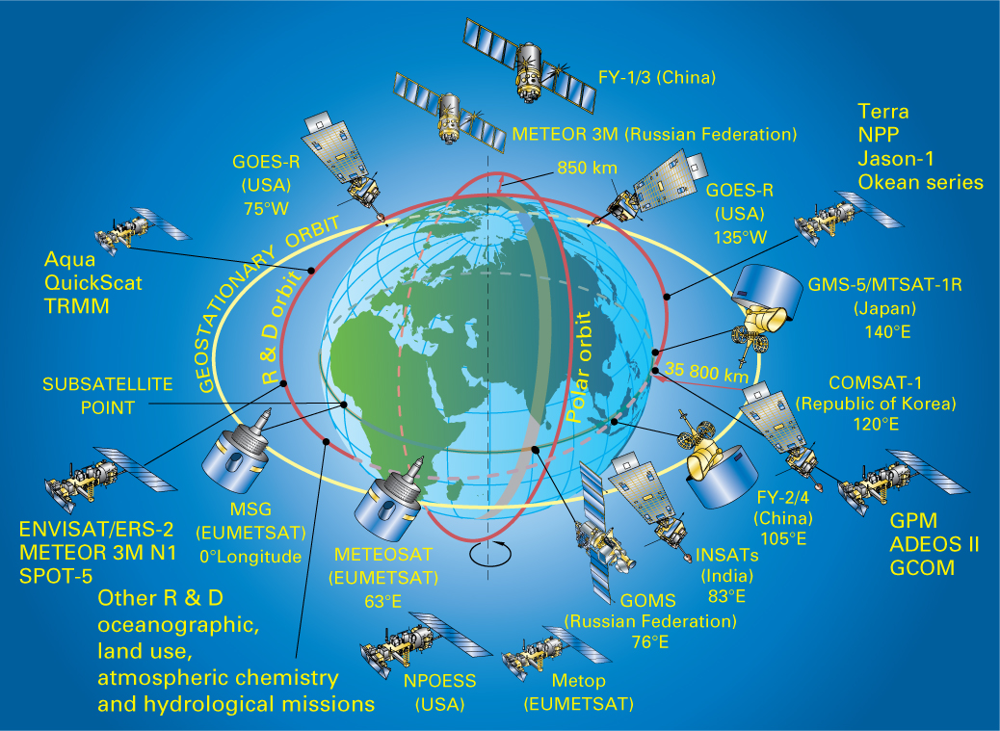 FY-1/3 (China)
METEOR 3M (Russian Federation)
850 km
Terra
NPP
Jason-1
Okean series
GOES-R
(USA)
75°W
GOES-R
(USA)
135°W
Aqua
QuickScat
TRMM
GEOSTATIONARY ORBIT
R & D orbit
Polar orbit
GMS-5/MTSAT-1R
(Japan)
140°E
35 800 km
SUBSATELLITE
POINT
COMSAT-1
(Republic of Korea)
120°E
ENVISAT/ERS-2
METEOR 3M N1
SPOT-5
MSG
(EUMETSAT)
0°Longitude
METEOSAT
(EUMETSAT)
63°E
FY-2/4
(China)
105°E
INSATs
(India)
83°E
GPM
ADEOS II
GCOM
GOMS
(Russian Federation)
76°E
Other R & D
oceanographic,
land use,
atmospheric chemistry
and hydrological missions
NPOESS
(USA)
Metop
(EUMETSAT)